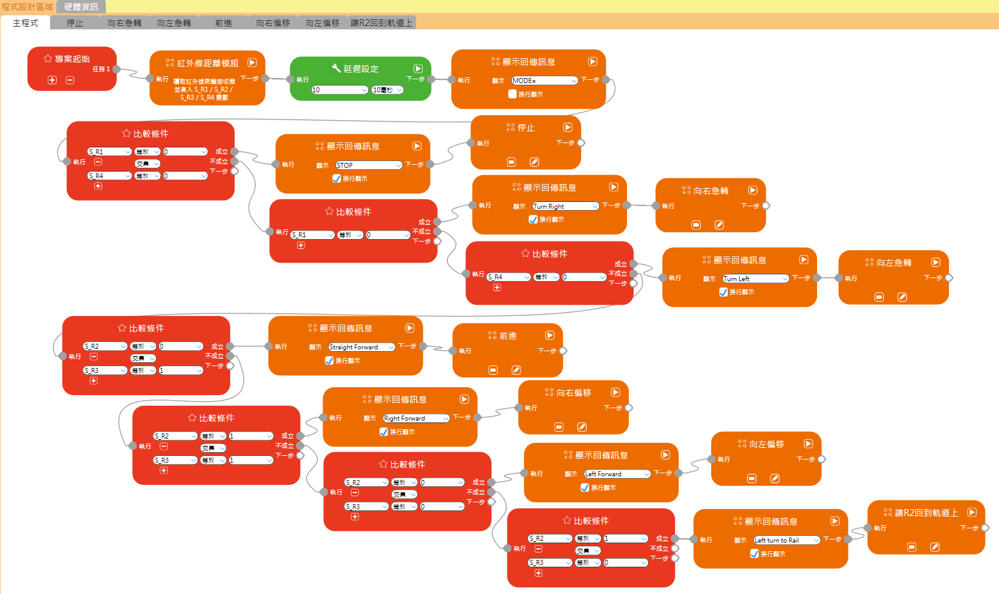 程式設計區域 硬體資訊
主程式 停止 向右急轉 向左急轉 前進 向右偏移 向左偏移 讓R2回到軌道上
專案起始
任務 1
紅外線距離模組
執行 下一步
讀取紅外線距離接收器
並寫入 S_R1 / S_R2 /
S_R3 / S_R4 變數
延遲設定
執行 下一步
10 10毫秒
顯示回傳訊息
執行 顯示 MODE= 下一步
換行顯示
比較條件
S_R1 等於 0 成立
執行 交集 不成立
S_R4 等於 0 下一步
顯示回傳訊息
執行 顯示 STOP 下一步
換行顯示
停止
執行 下一步
比較條件
成立
執行 S_R1 等於 0 不成立
下一步
顯示回傳訊息
執行 顯示 Turn Right 下一步
換行顯示
向右急轉
執行 下一步
比較條件
成立
執行 S_R4 等於 0 不成立
下一步
顯示回傳訊息
執行 顯示 Turn Left 下一步
換行顯示
向左急轉
執行 下一步
比較條件
S_R2 等於 0 成立
執行 交集 不成立
S_R3 等於 1 下一步
顯示回傳訊息
執行 顯示 Straight Forward 下一步
換行顯示
前進
執行 下一步
比較條件
S_R2 等於 1 成立
執行 交集 不成立
S_R3 等於 1 下一步
顯示回傳訊息
執行 顯示 Right Forward 下一步
換行顯示
向右偏移
執行 下一步
比較條件
S_R2 等於 0 成立
執行 交集 不成立
S_R3 等於 0 下一步
顯示回傳訊息
執行 顯示 Left Forward 下一步
換行顯示
向左偏移
執行 下一步
比較條件
S_R2 等於 1 成立
執行 交集 不成立
S_R3 等於 0 下一步
顯示回傳訊息
執行 顯示 Left turn to Rail 下一步
換行顯示
讓R2回到軌道上
執行 下一步